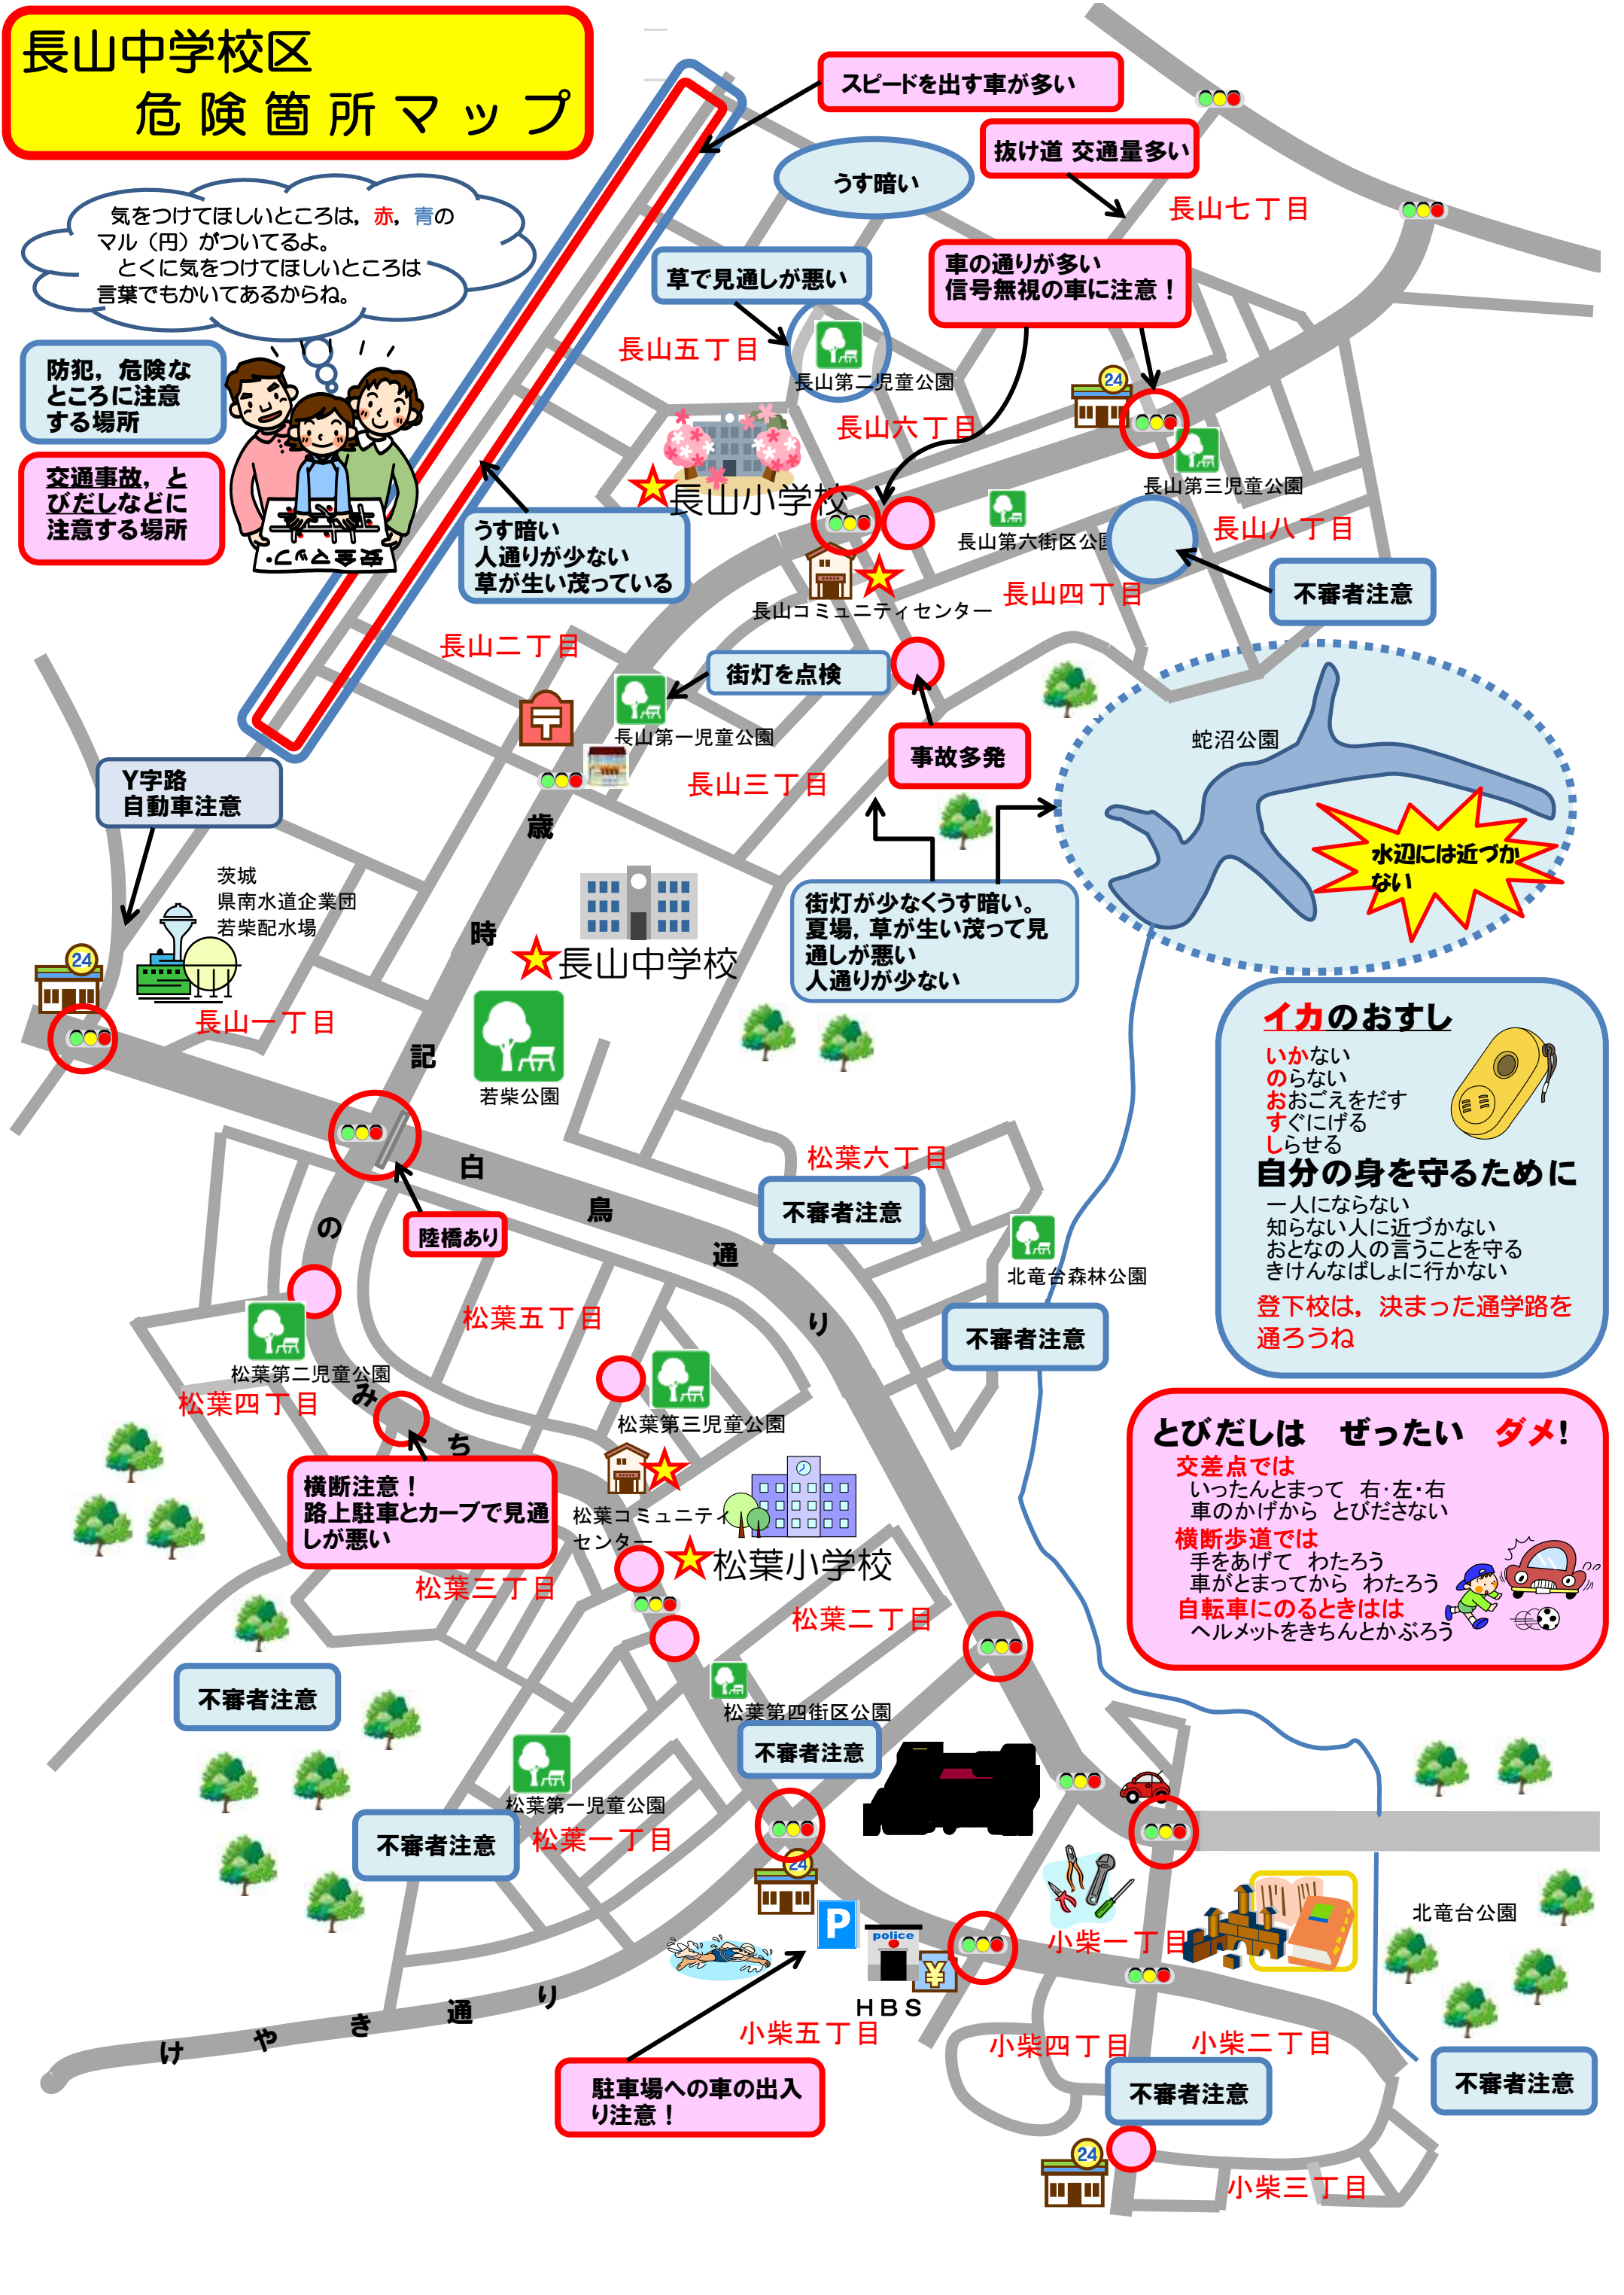 長山中学校区
危険箇所マップ
気をつけてほしいところは，赤，青の
マル（円）がついてるよ。
とくに気をつけてほしいところは
言葉でもかいてあるからね。
防犯，危険な
ところに注意
する場所
交通事故，と
びだしなどに
注意する場所
安全マップ
スピードを出す車が多い
うす暗い
抜け道 交通量多い
長山七丁目
草で見通しが悪い
車の通りが多い
信号無視の車に注意！
長山五丁目
長山第二児童公園
長山六丁目
24
長山第三児童公園
長山小学校
うす暗い
人通りが少ない
草が生い茂っている
長山第六街区公園
長山八丁目
長山コミュニティセンター
長山四丁目
不審者注意
長山二丁目
街灯を点検
長山第一児童公園
長山三丁目
事故多発
蛇沼公園
水辺には近づか
ない
Y字路
自動車注意
茨城
県南水道企業団
若柴配水場
24
長山一丁目
歳時記のみち
長山中学校
若柴公園
街灯が少なくうす暗い。
夏場，草が生い茂って見
通しが悪い
人通りが少ない
イカのおすし
いかない
のらない
おおごえをだす
すぐにげる
しらせる
自分の身を守るために
一人にならない
知らない人に近づかない
おとなの人の言うことを守る
きけんなばしょに行かない
登下校は，決まった通学路を
通ろうね
白鳥通り
陸橋あり
松葉六丁目
不審者注意
北竜台森林公園
不審者注意
松葉五丁目
松葉第二児童公園
松葉四丁目
松葉第三児童公園
横断注意！
路上駐車とカーブで見通
しが悪い
松葉コミュニティ
センター
松葉小学校
松葉三丁目
松葉二丁目
とびだしは　ぜったい　ダメ!
交差点では
いったんとまって　右・左・右
車のかげから　とびださない
横断歩道では
手をあげて　わたろう
車がとまってから　わたろう
自転車にのるときはは
ヘルメットをきちんとかぶろう
不審者注意
松葉第四街区公園
不審者注意
松葉第一児童公園
松葉一丁目
不審者注意
24
P
police
¥
HBS
小柴一丁目
北竜台公園
けやき通り
小柴五丁目
小柴四丁目
小柴二丁目
駐車場への車の出入
り注意！
不審者注意
不審者注意
24
小柴三丁目